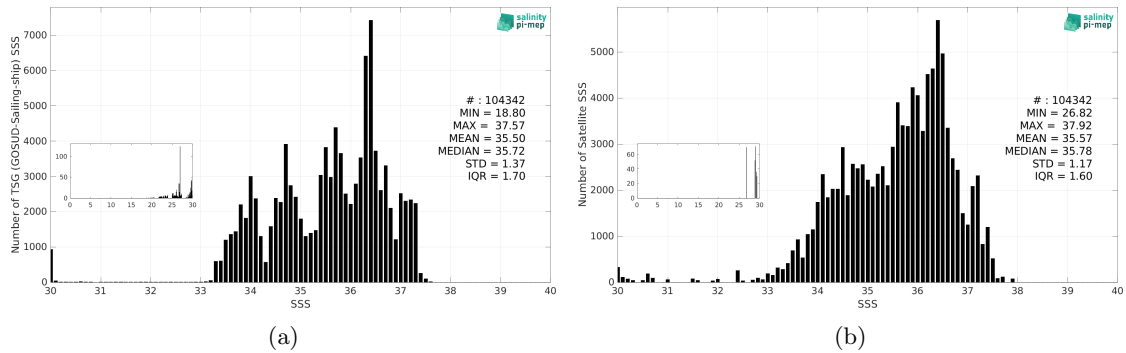 salinity
pi-mep
Number of TSG (GOSUD-Sailing-ship) SSS
7000
6000
5000
4000
3000
2000
1000
0
# : 104342
MIN = 18.80
MAX = 37.57
MEAN = 35.50
MEDIAN = 35.72
STD = 1.37
IQR = 1.70
100
50
0
0 5 10 15 20 25 30
30 31 32 33 34 35 36 37 38 39 40
SSS
(a)
salinity
pi-mep
Number of Satellite SSS
5000
4000
3000
2000
1000
0
# : 104342
MIN = 26.82
MAX = 37.92
MEAN = 35.57
MEDIAN = 35.78
STD = 1.17
IQR = 1.60
60
40
20
0
0 5 10 15 20 25 30
30 31 32 33 34 35 36 37 38 39 40
SSS
(b)